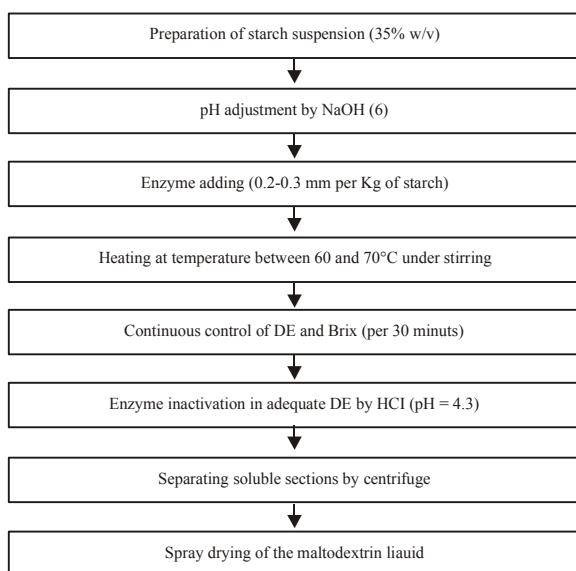 Preparation of starch suspension (35% w/v)
pH adjustment by NaOH (6)
Enzyme adding (0.2-0.3 mm per Kg of starch)
Heating at temperature between 60 and 70°C under stirring
Continuous control of DE and Brix (per 30 minuts)
Enzyme inactivation in adequate DE by HCI (pH = 4.3)
Separating soluble sections by centrifuge
Spray drying of the maltodextrin liauid